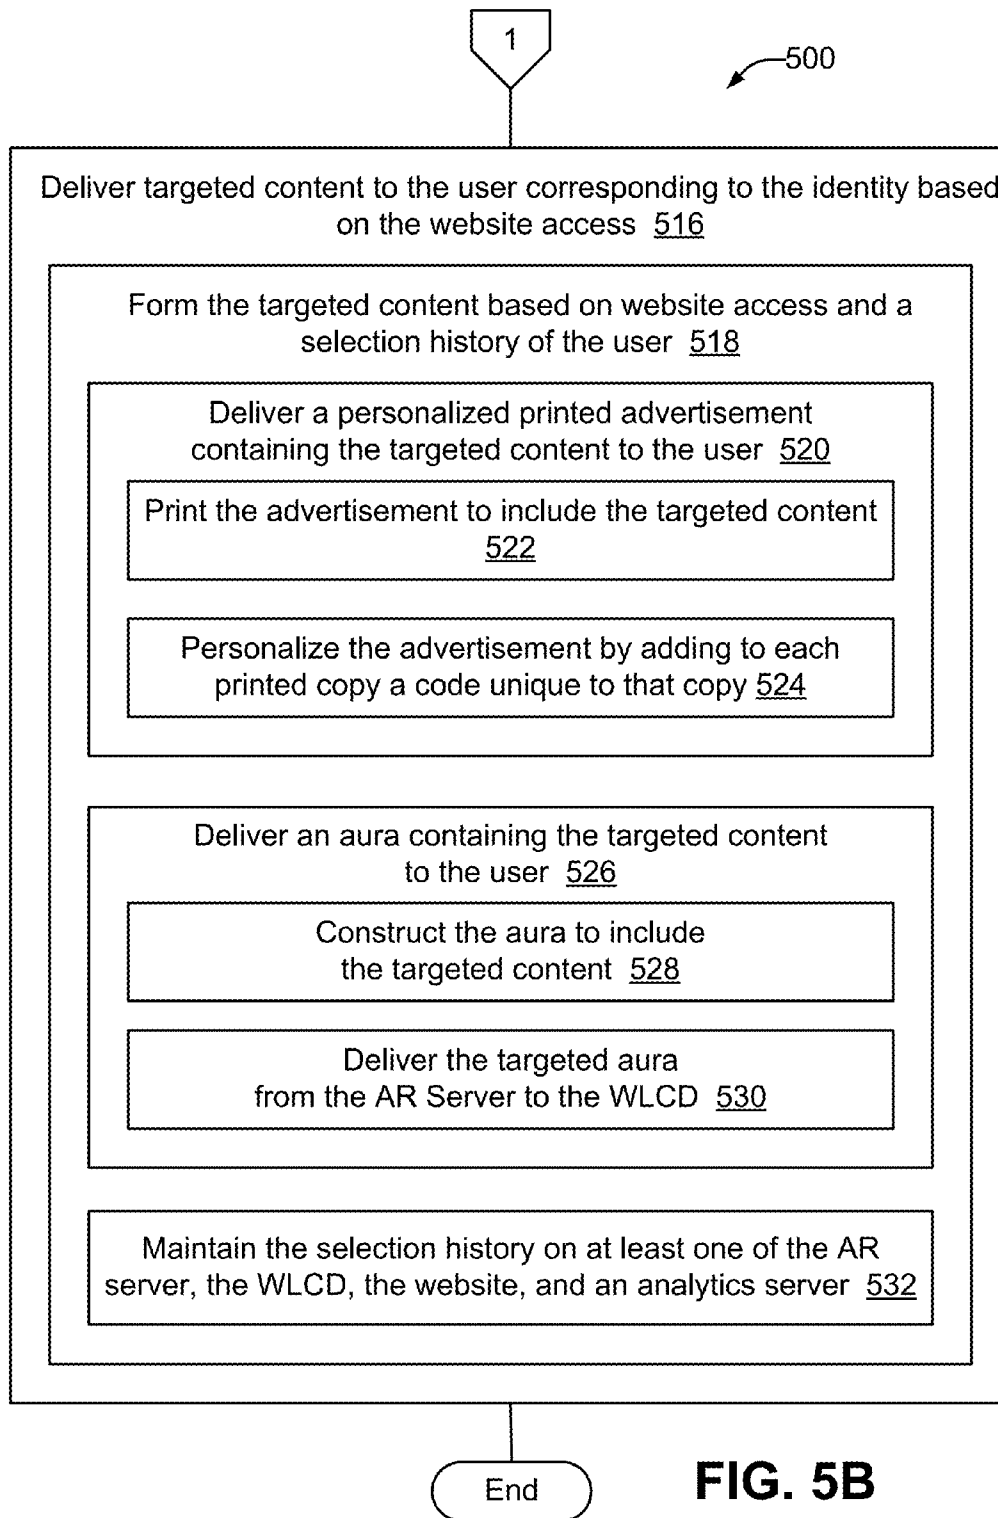 1
500
Deliver targeted content to the user corresponding to the identity based
on the website access 516
Form the targeted content based on website access and a
selection history of the user 518
Deliver a personalized printed advertisement
containing the targeted content to the user 520
Print the advertisement to include the targeted content
522
Personalize the advertisement by adding to each
printed copy a code unique to that copy 524
Deliver an aura containing the targeted content
to the user 526
Construct the aura to include
the targeted content 528
Deliver the targeted aura
from the AR Server to the WLCD 530
Maintain the selection history on at least one of the AR
server, the WLCD, the website, and an analytics server 532
End
FIG. 5B